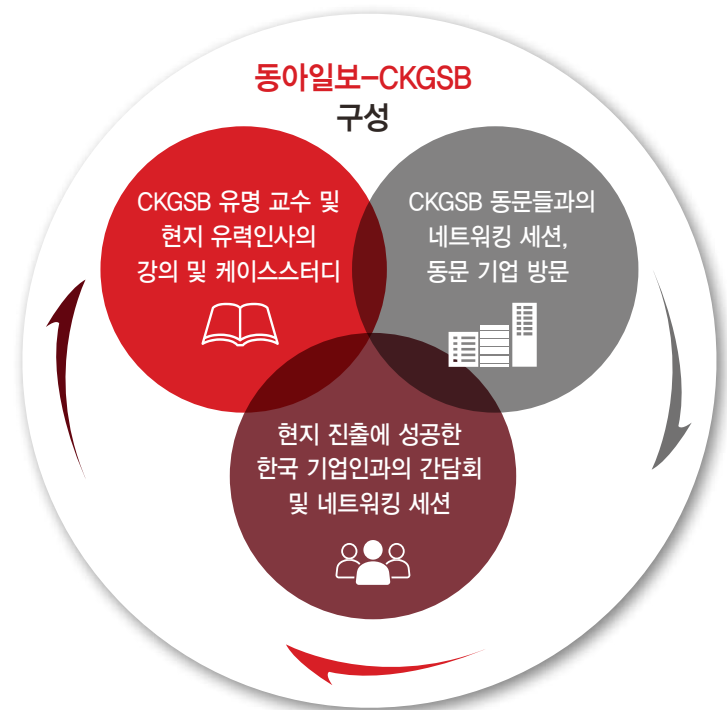 동아일보-CKGSB
구성
CKGSB 유명 교수 및
현지 유력인사의
강의 및 케이스스터디
CKGSB 동문들과의
네트워킹 세션,
동문 기업 방문
현지 진출에 성공한
한국 기업인과의 간담회
및 네트워킹 세션